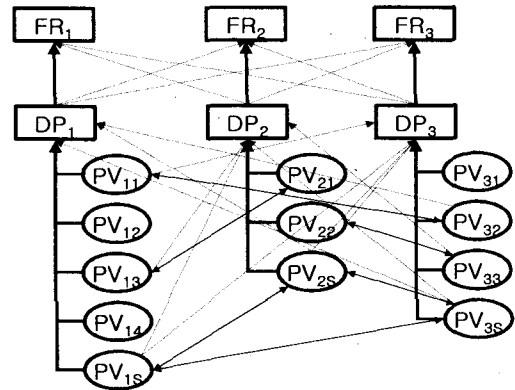 FR₁ FR₂ FR₃
DP₁ DP₂ DP₃
PV₁₁ PV₂₁ PV₃₁
PV₁₂ PV₂₂ PV₃₂
PV₁₃ PV₂S PV₃₃
PV₁₄ PV₃S
PV₁S